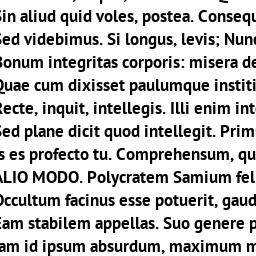 Sin aliud quid voles, postea. Consequ
Sed videbimus. Si longus, levis; Nunc
Bonum integritas corporis: misera de
Quae cum dixisset paulumque instit
Recte, inquit, intellegis. Illi enim int
Sed plane dicit quod intellegit. Prim
s es profecto tu. Comprehensum, qu
ALIO MODO. Polycratem Samium fel
Occultum facinus esse potuerit, gaud
Eam stabilem appellas. Suo genere p
am id ipsum absurdum, maximum m